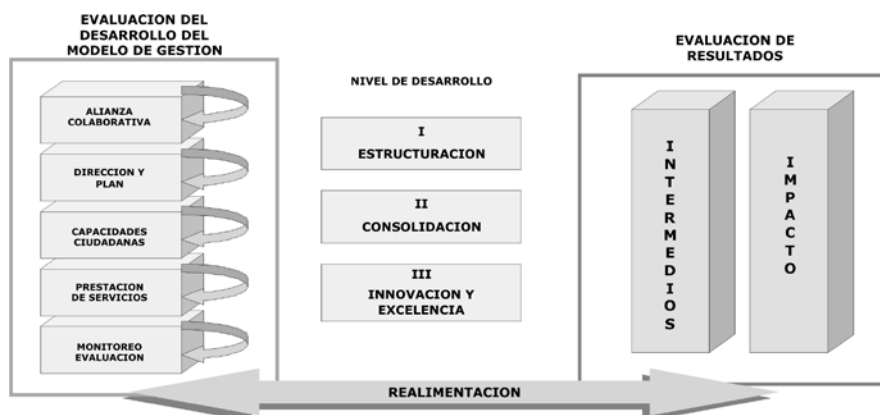 EVALUACION DEL
DESARROLLO DEL
MODELO DE GESTION
ALIANZA
COLABORATIVA
DIRECCION Y
PLAN
CAPACIDADES
CIUDADANAS
PRESTACION
DE SERVICIOS
MONITOREO
EVALUACION
NIVEL DE DESARROLLO
I
ESTRUCTURACION
II
CONSOLIDACION
III
INNOVACION Y
EXCELENCIA
EVALUACION DE
RESULTADOS
INTERMEDIOS
IMPACTO
REALIMENTACION